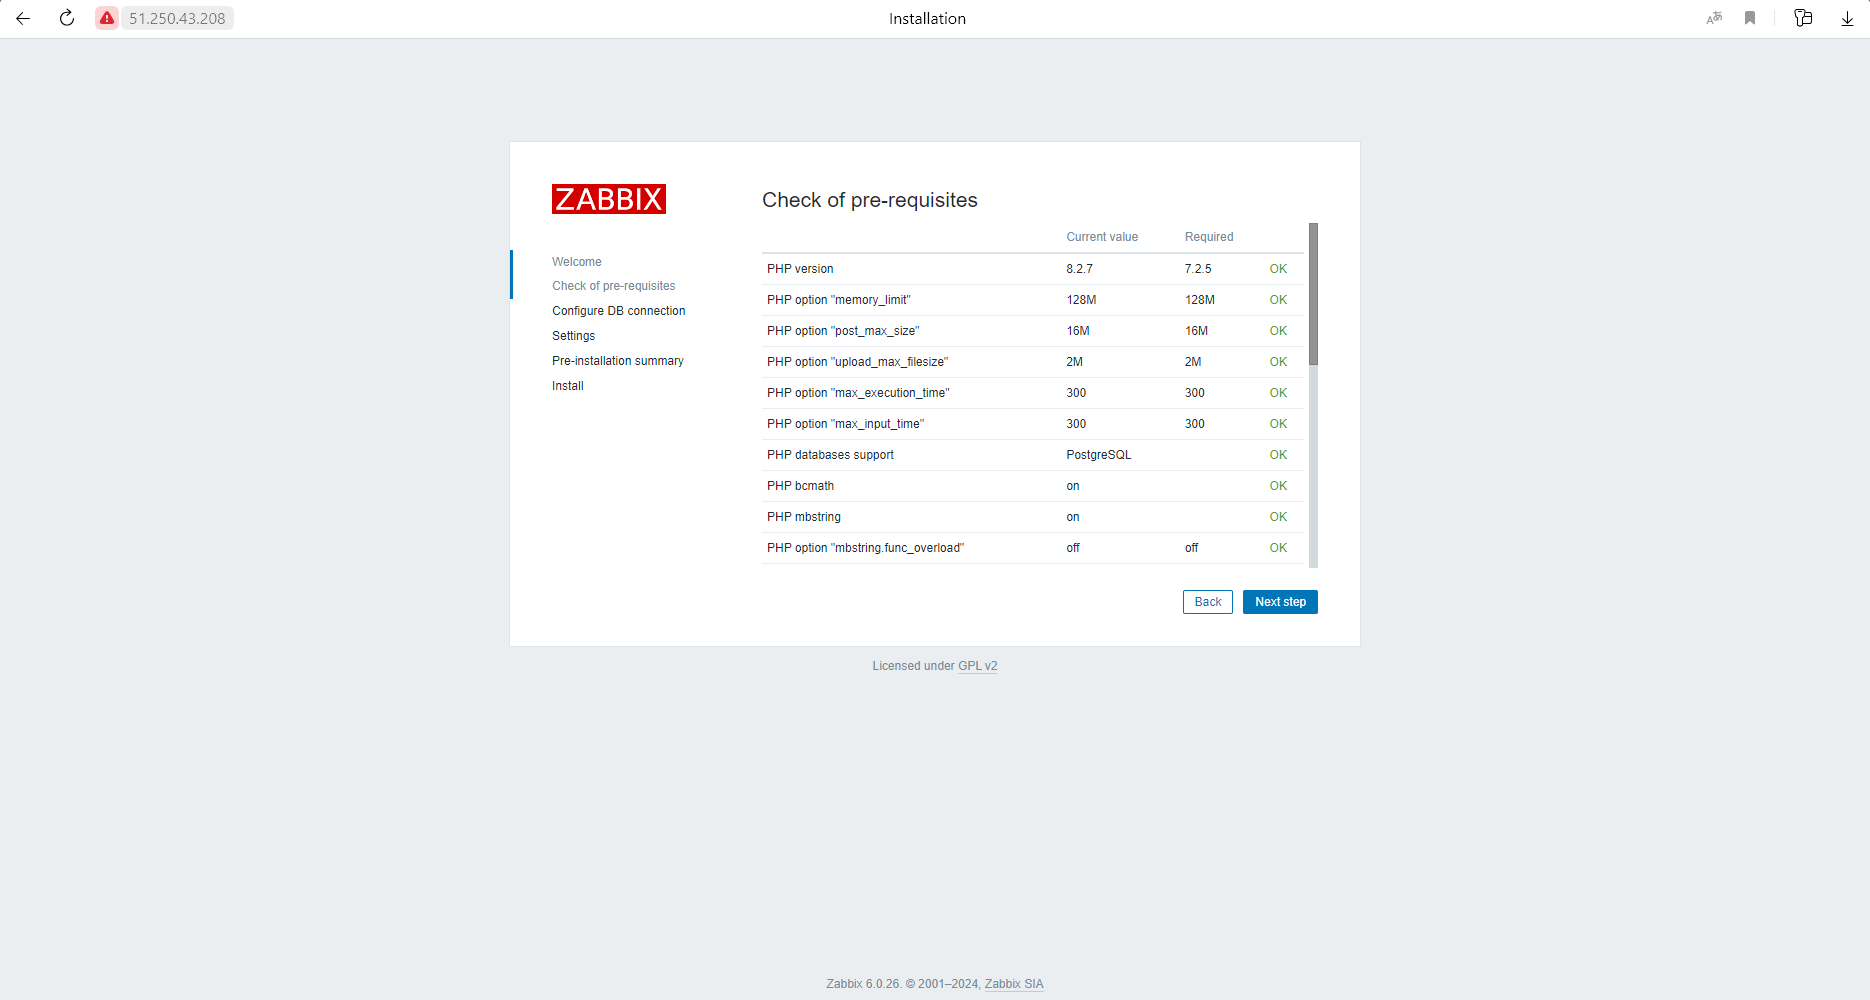 51.250.43.208 Installation
ZABBIX
Welcome
Check of pre-requisites
Configure DB connection
Settings
Pre-installation summary
Install
Check of pre-requisites
Current value Required
PHP version 8.2.7 7.2.5 OK
PHP option "memory_limit" 128M 128M OK
PHP option "post_max_size" 16M 16M OK
PHP option "upload_max_filesize" 2M 2M OK
PHP option "max_execution_time" 300 300 OK
PHP option "max_input_time" 300 300 OK
PHP databases support PostgreSQL OK
PHP bcmath on OK
PHP mbstring on OK
PHP option "mbstring.func_overload" off off OK
Back Next step
Licensed under GPL v2
Zabbix 6.0.26. © 2001–2024, Zabbix SIA